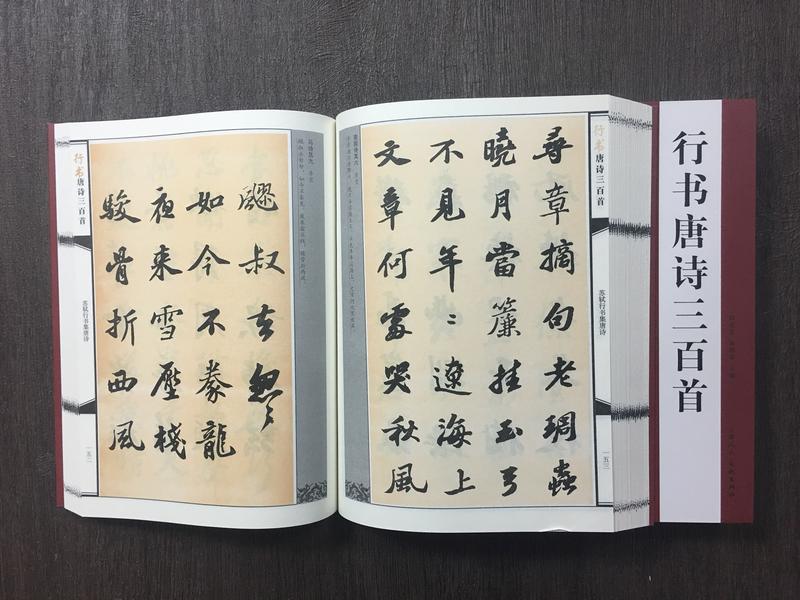 行书唐诗三百首
苏轼行书集唐诗
一五二
飂叔去怱〻
如今不豢龍
夜来雪壓棧
駿骨折西風
行书唐诗三百首
苏轼行书集唐诗
一五三
尋章摘句老琱蟲
曉月當簾挂玉弓
不見年〻遼海上
文章何處哭秋風
行书唐诗三百首